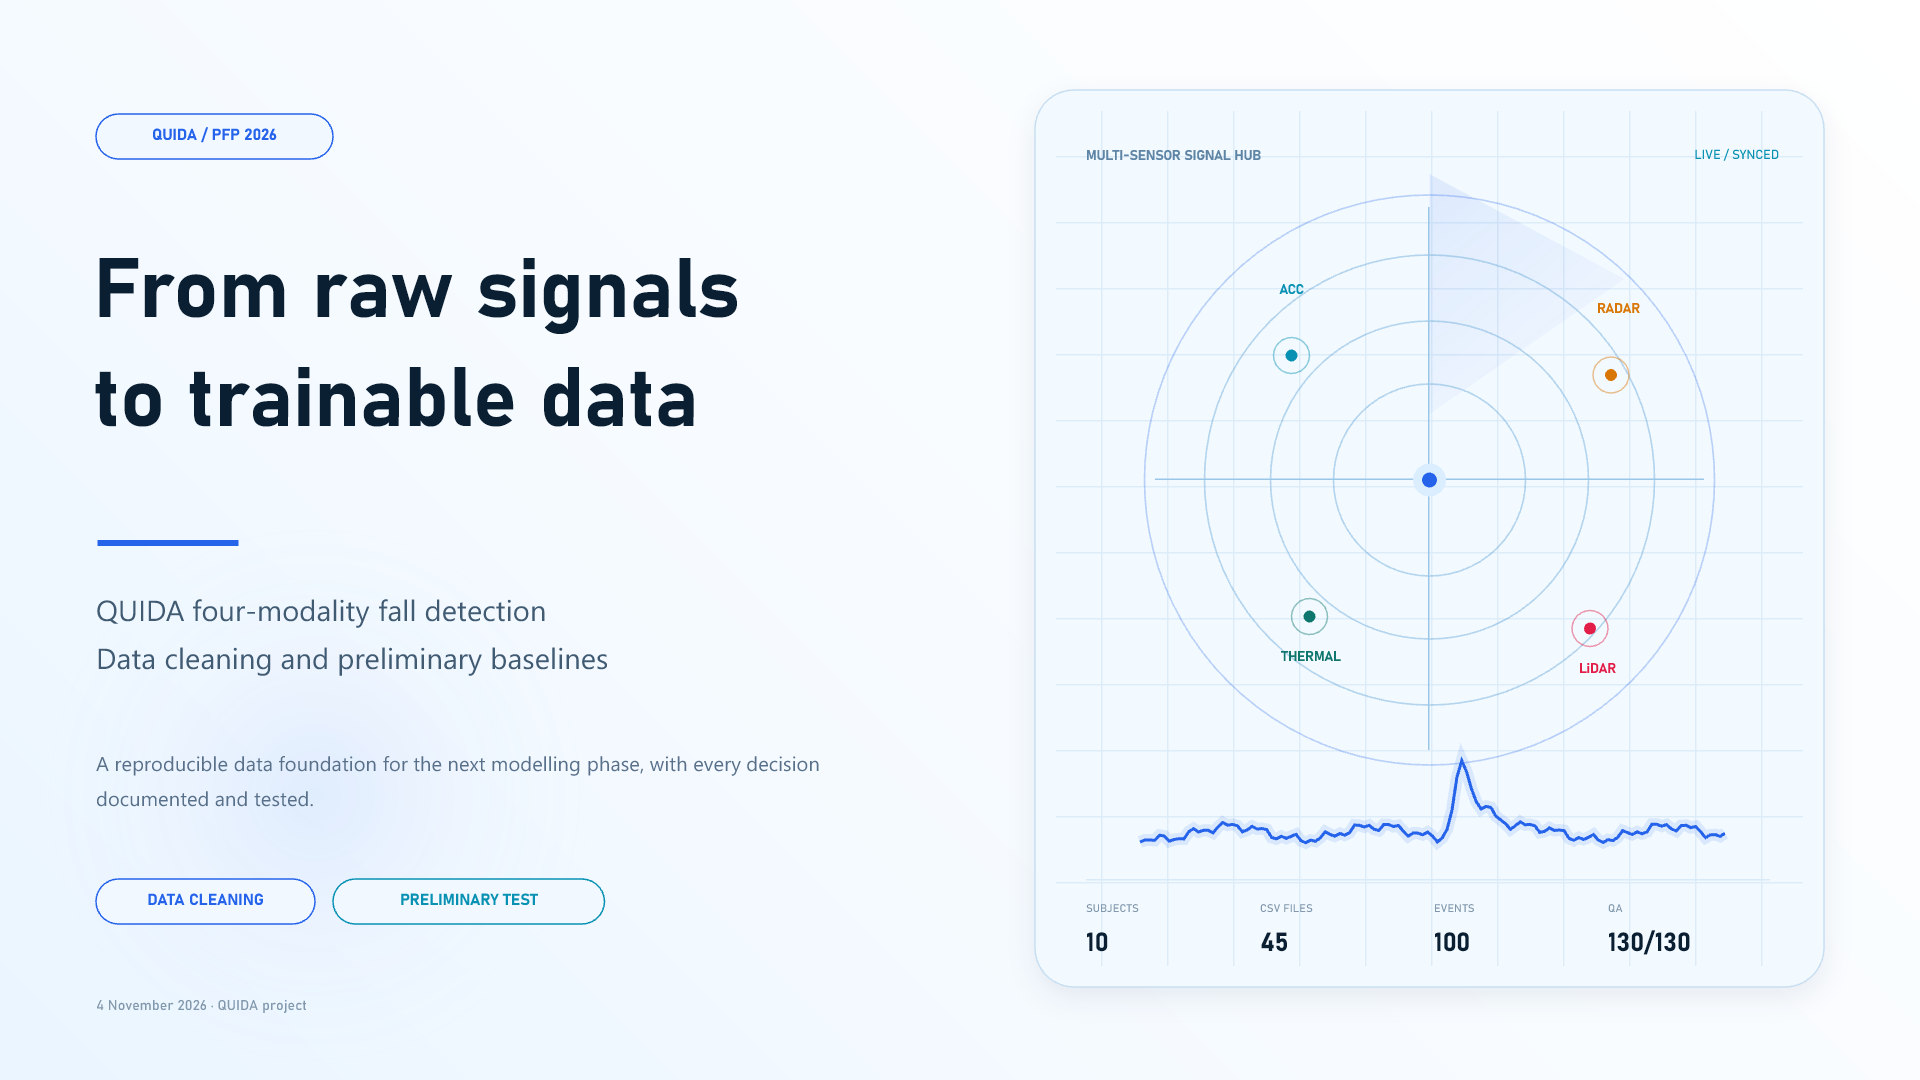 QUIDA / PFP 2026
From raw signals
to trainable data
QUIDA four-modality fall detection
Data cleaning and preliminary baselines
A reproducible data foundation for the next modelling phase, with every decision
documented and tested.
DATA CLEANING
PRELIMINARY TEST
4 November 2026 · QUIDA project
MULTI-SENSOR SIGNAL HUB
LIVE / SYNCED
ACC
RADAR
THERMAL
LiDAR
SUBJECTS
10
CSV FILES
45
EVENTS
100
QA
130/130